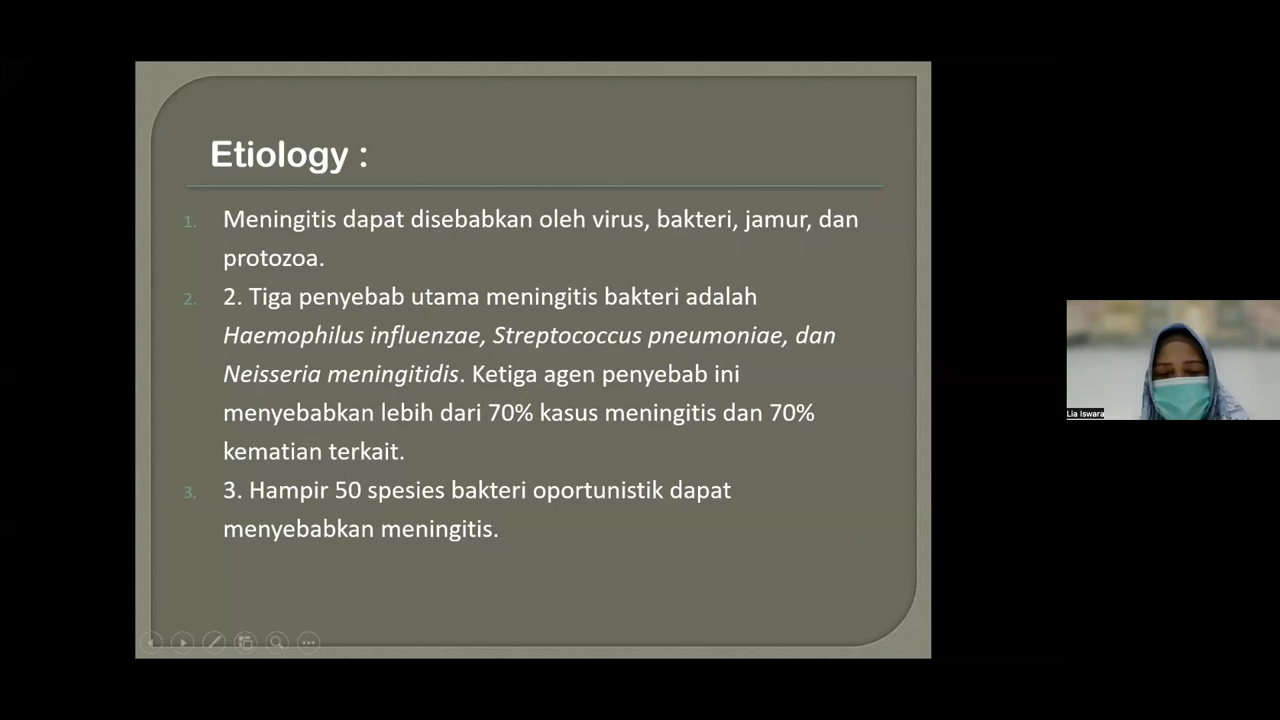 Etiology :
1. Meningitis dapat disebabkan oleh virus, bakteri, jamur, dan
protozoa.
2. 2. Tiga penyebab utama meningitis bakteri adalah
Haemophilus influenzae, Streptococcus pneumoniae, dan
Neisseria meningitidis. Ketiga agen penyebab ini
menyebabkan lebih dari 70% kasus meningitis dan 70%
kematian terkait.
3. 3. Hampir 50 spesies bakteri oportunistik dapat
menyebabkan meningitis.
Lia Iswara